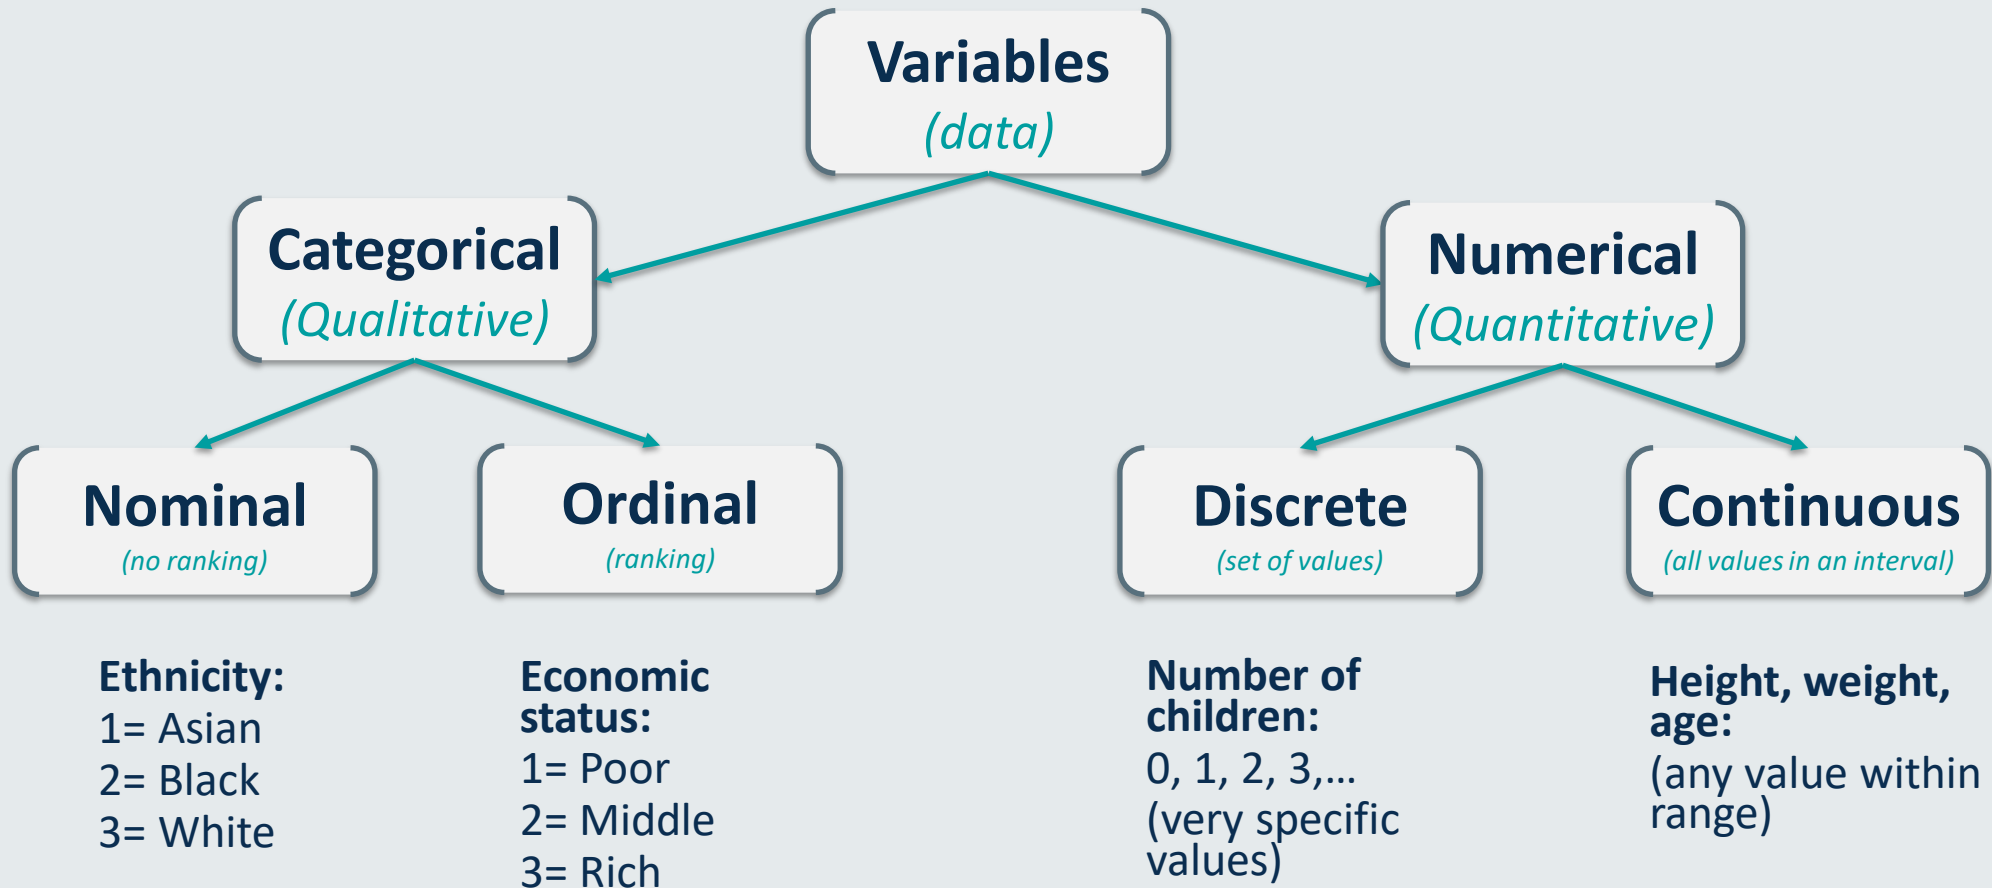 Variables
(data)
Categorical
(Qualitative)
Numerical
(Quantitative)
Nominal
(no ranking)
Ordinal
(ranking)
Discrete
(set of values)
Continuous
(all values in an interval)
Ethnicity:
1= Asian
2= Black
3= White
Economic
status:
1= Poor
2= Middle
3= Rich
Number of
children:
0, 1, 2, 3,...
(very specific
values)
Height, weight,
age:
(any value within
range)